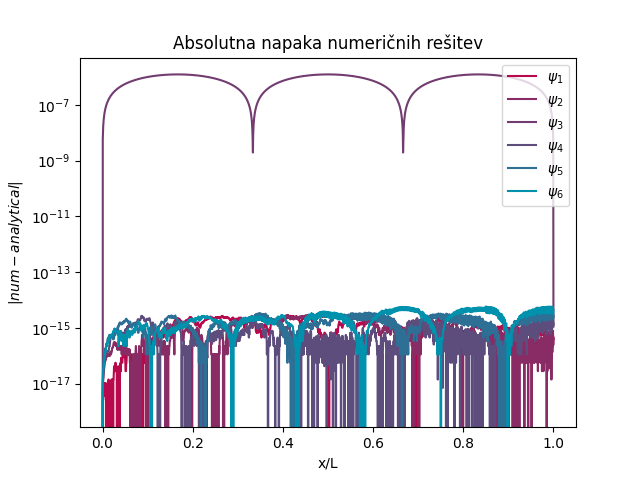 Absolutna napaka numeričnih rešitev
|num − analytical|
10⁻⁷
10⁻⁹
10⁻¹¹
10⁻¹³
10⁻¹⁵
10⁻¹⁷
ψ₁
ψ₂
ψ₃
ψ₄
ψ₅
ψ₆
0.0 0.2 0.4 0.6 0.8 1.0
x/L